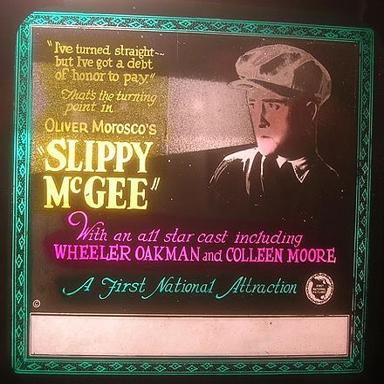 "I've turned straight--
but I've got a debt
of honor to pay"
That's the turning
point in
OLIVER MOROSCO'S
"SLIPPY
McGEE"
With an all star cast including
WHEELER OAKMAN and COLLEEN MOORE
A First National Attraction
©